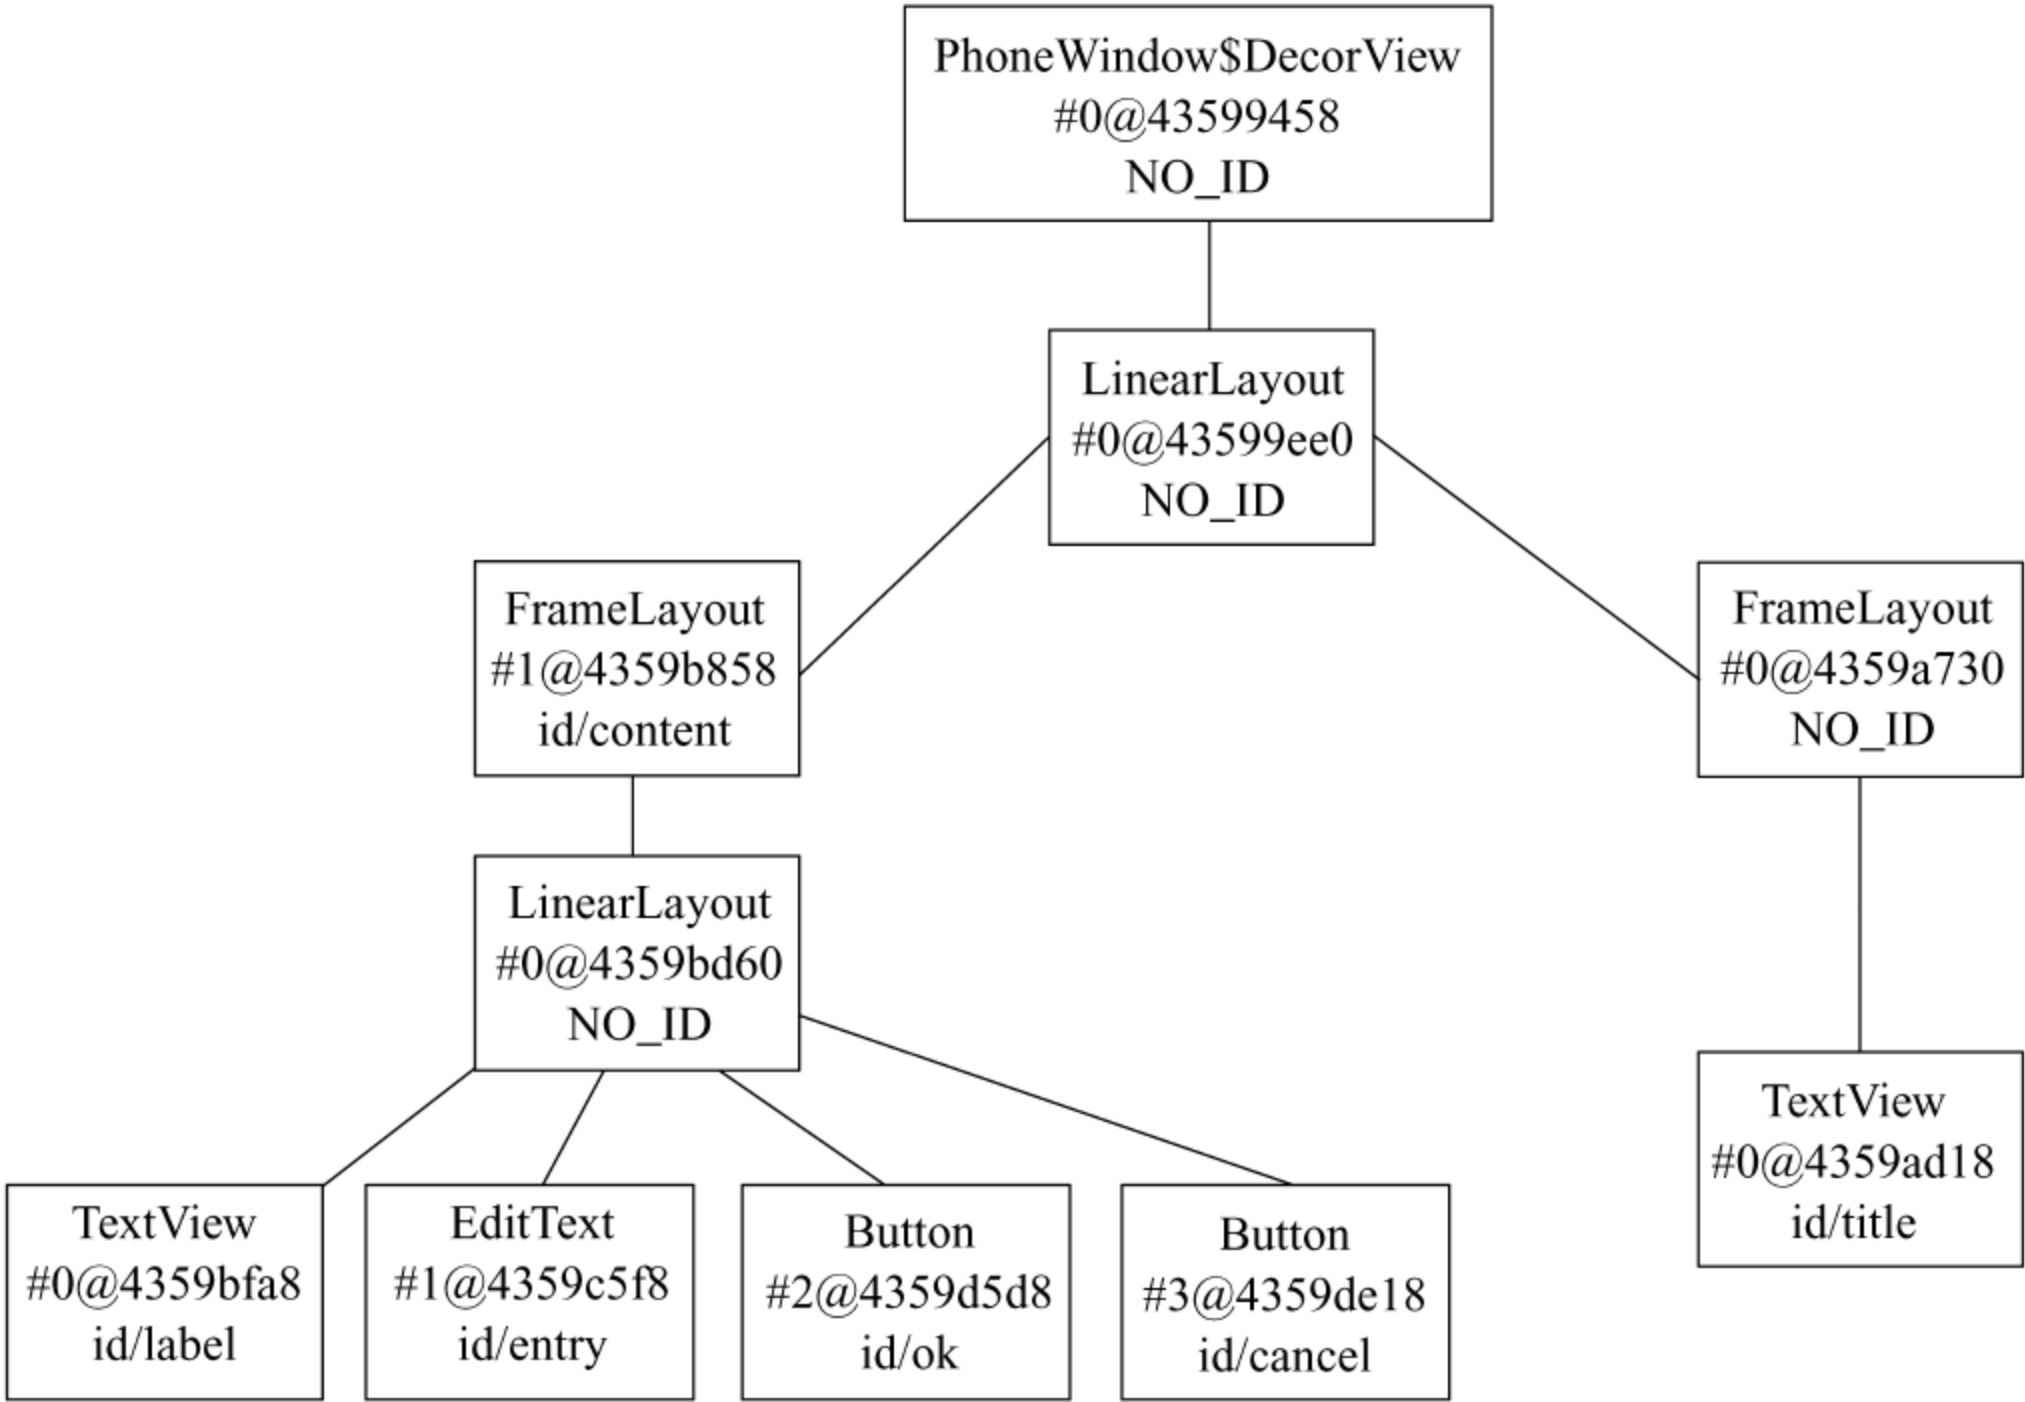 PhoneWindow$DecorView
#0@43599458
NO_ID
LinearLayout
#0@43599ee0
NO_ID
FrameLayout
#1@4359b858
id/content
FrameLayout
#0@4359a730
NO_ID
LinearLayout
#0@4359bd60
NO_ID
TextView
#0@4359ad18
id/title
TextView
#0@4359bfa8
id/label
EditText
#1@4359c5f8
id/entry
Button
#2@4359d5d8
id/ok
Button
#3@4359de18
id/cancel